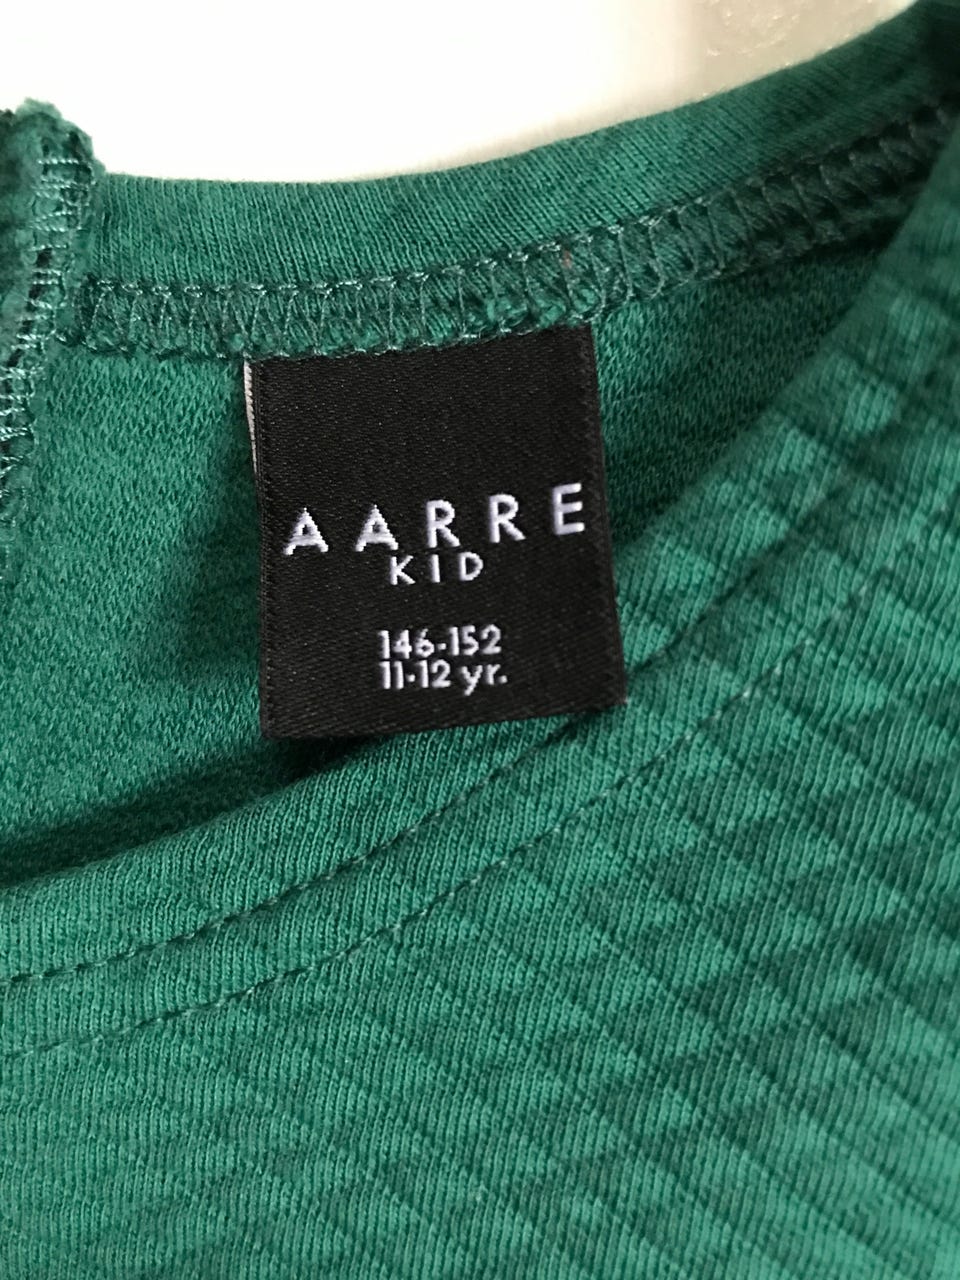 AARRE
KID
146-152
11-12 yr.